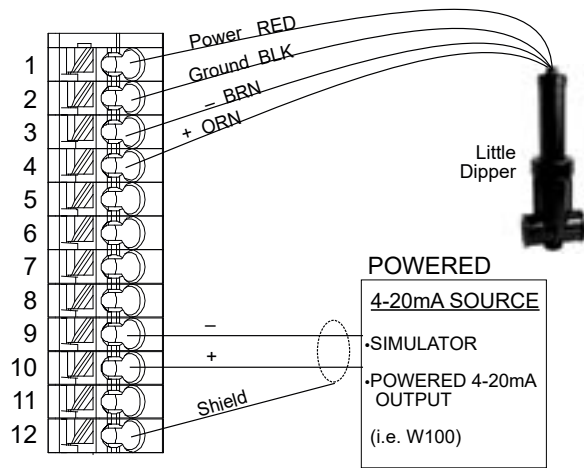 Power RED
Ground BLK
– BRN
+ ORN
1
2
3
4
5
6
7
8
9
10
11
12
Little
Dipper
POWERED
4-20mA SOURCE
–
•SIMULATOR
+
•POWERED 4-20mA
OUTPUT
(i.e. W100)
Shield